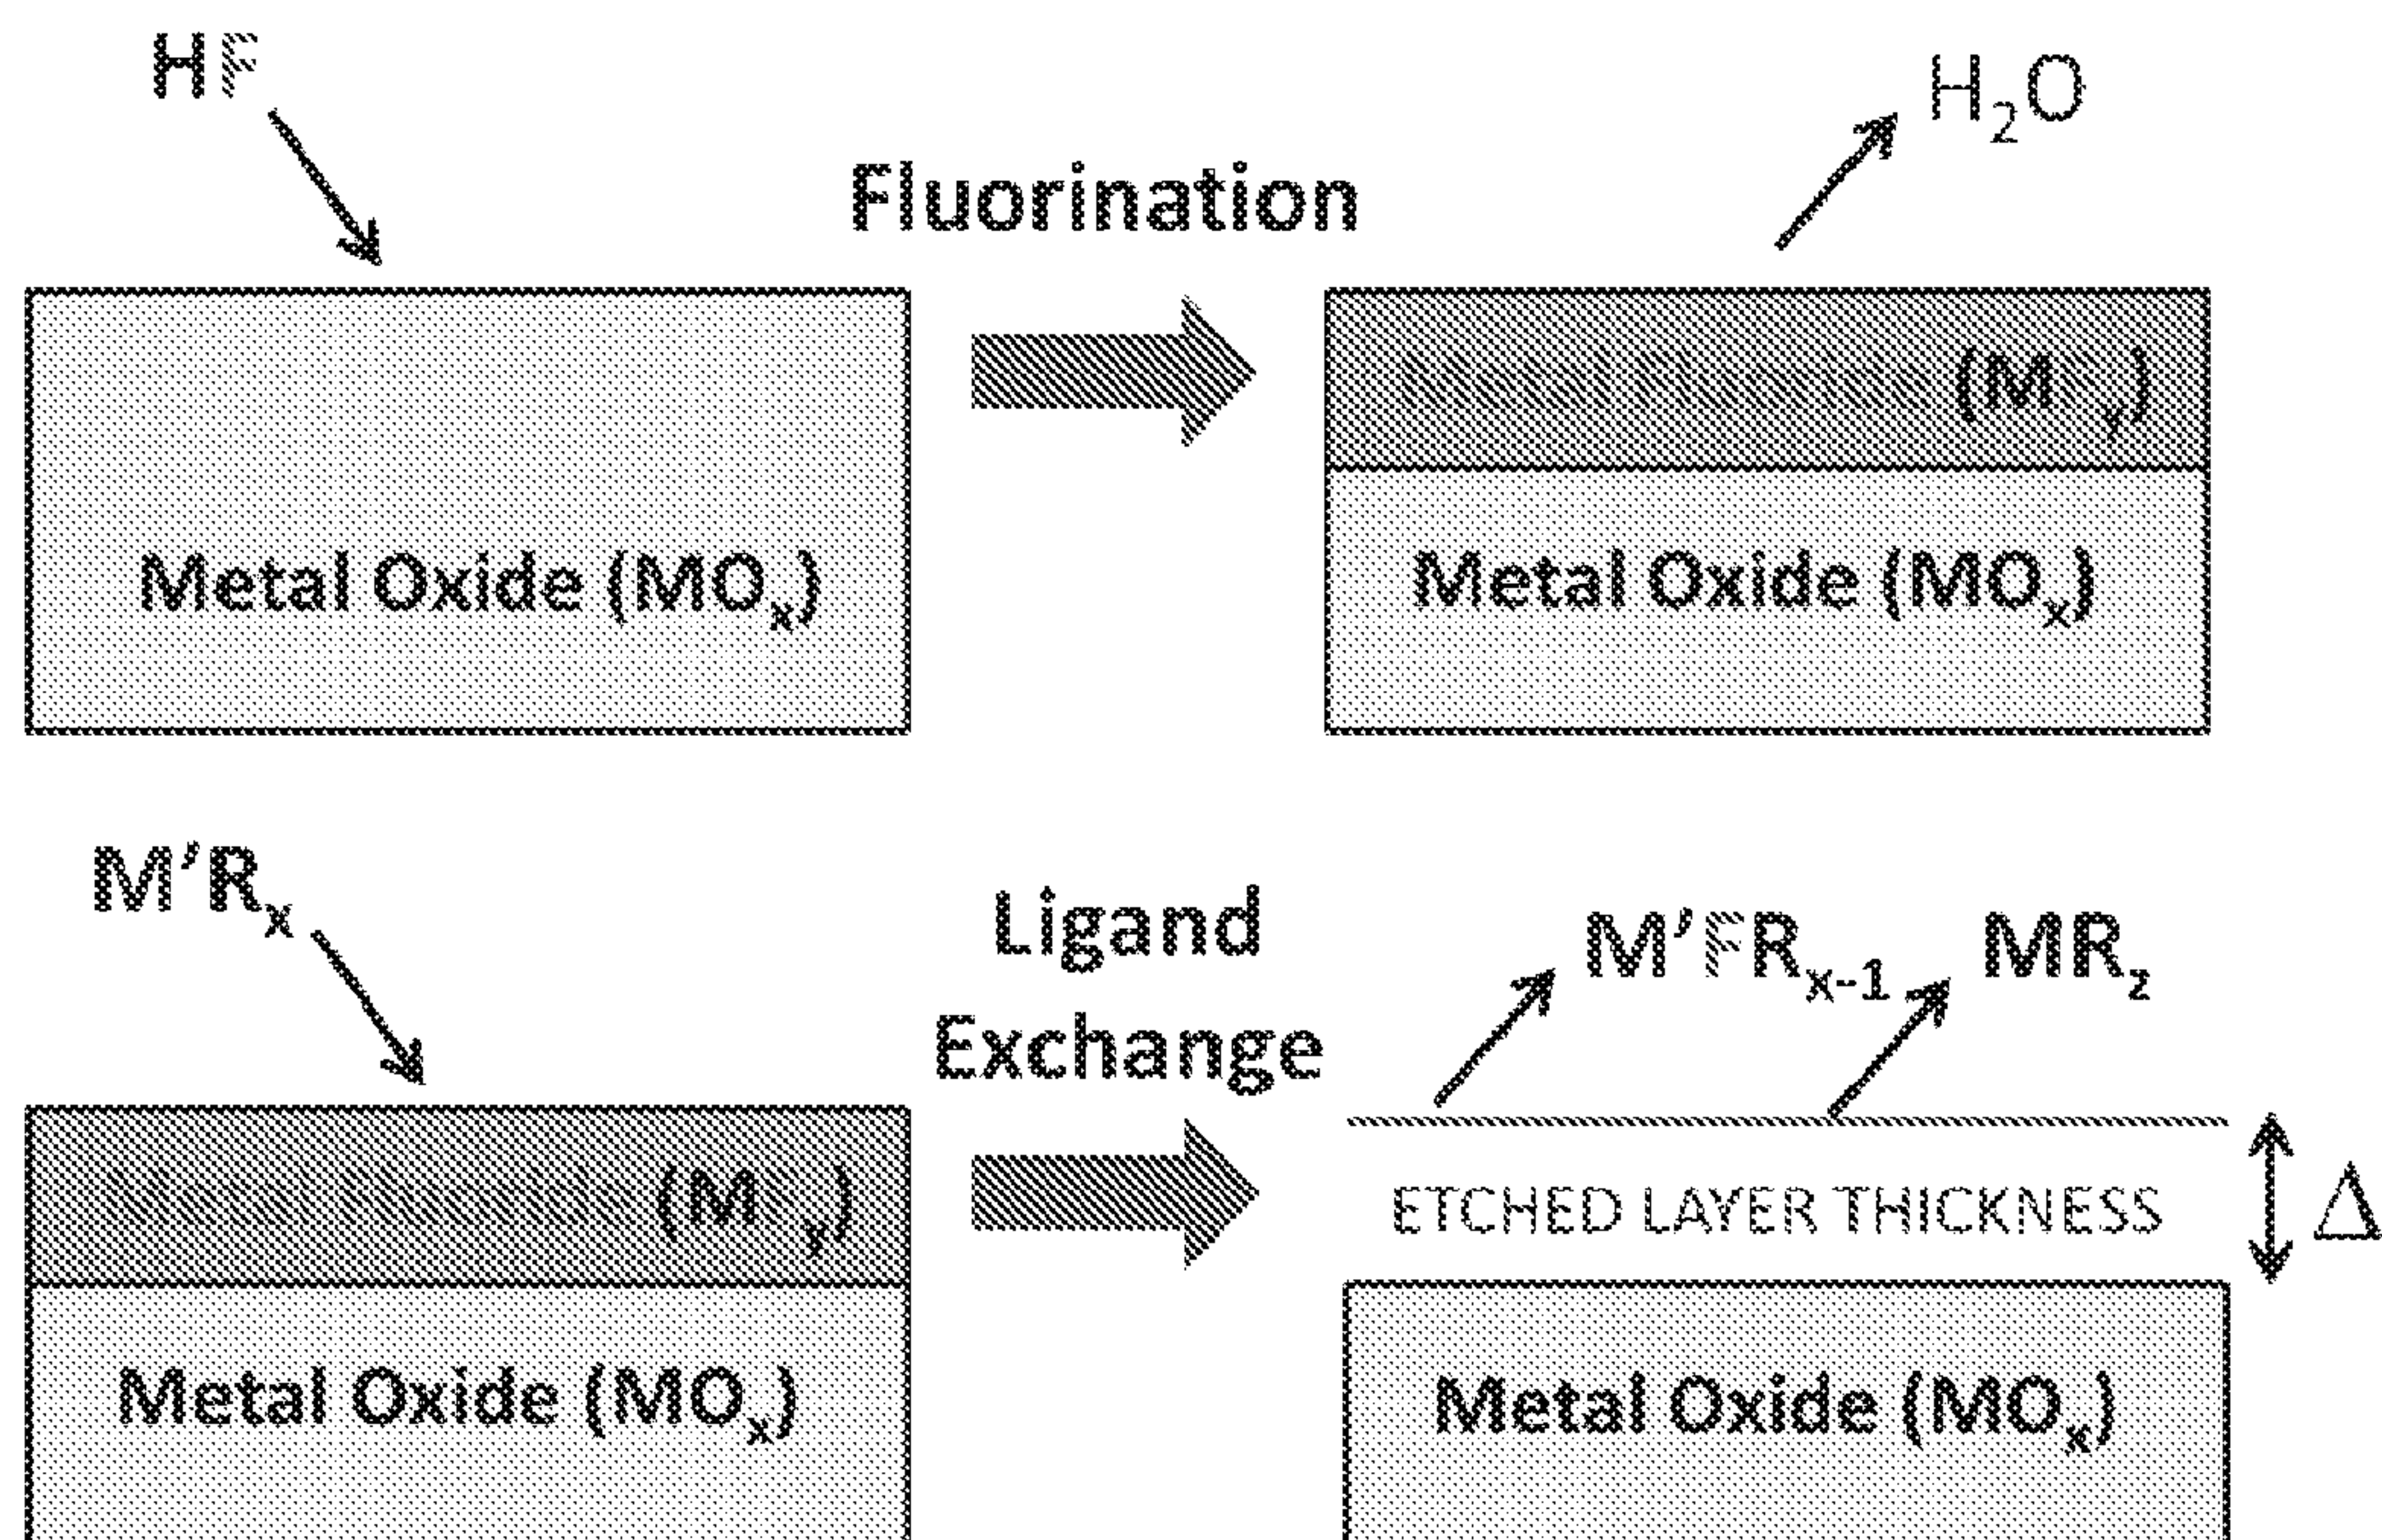 HF
H₂O
Fluorination
(M y)
Metal Oxide (MOₓ)
Metal Oxide (MOₓ)
M'Rₓ
Ligand
Exchange
M'FRₓ₋₁
MR_z
(M y)
ETCHED LAYER THICKNESS
Δ
Metal Oxide (MOₓ)
Metal Oxide (MOₓ)